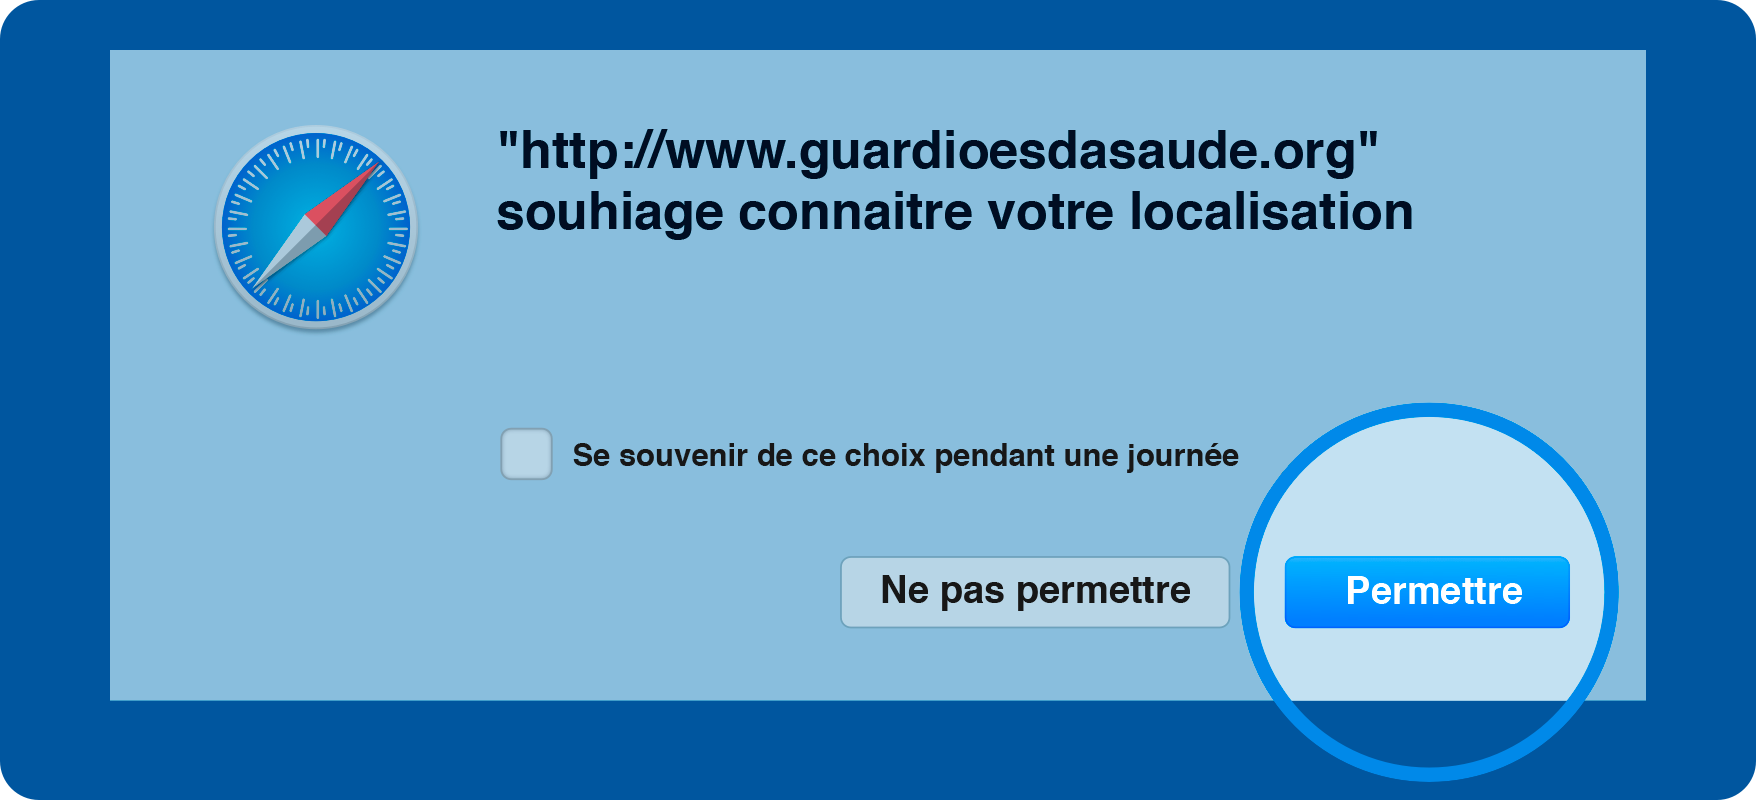 "http://www.guardioesdasaude.org"
souhiage connaitre votre localisation
Se souvenir de ce choix pendant une journée
Ne pas permettre
Permettre